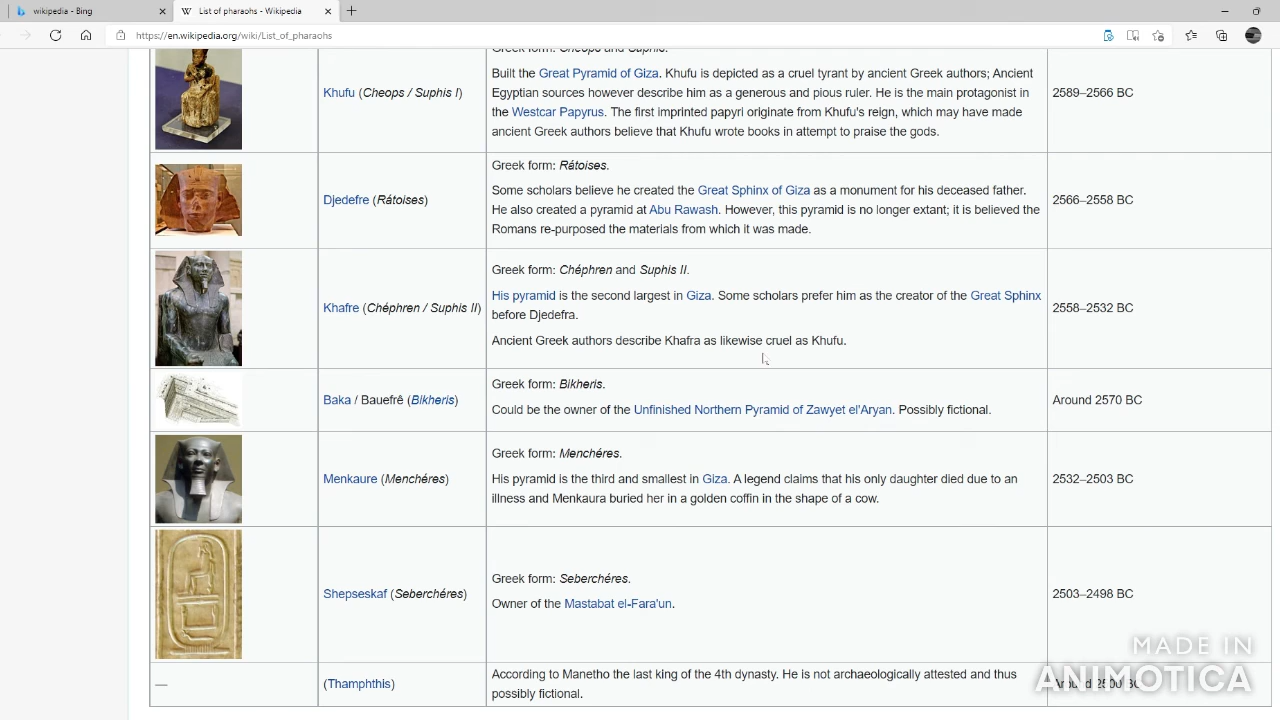 wikipedia - Bing
List of pharaohs - Wikipedia
https://en.wikipedia.org/wiki/List_of_pharaohs
Greek form: Cheops and Suphis.
Built the Great Pyramid of Giza. Khufu is depicted as a cruel tyrant by ancient Greek authors; Ancient
Khufu (Cheops / Suphis I)
Egyptian sources however describe him as a generous and pious ruler. He is the main protagonist in
2589–2566 BC
the Westcar Papyrus. The first imprinted papyri originate from Khufu's reign, which may have made
ancient Greek authors believe that Khufu wrote books in attempt to praise the gods.
Greek form: Rátoises.
Some scholars believe he created the Great Sphinx of Giza as a monument for his deceased father.
Djedefre (Rátoises)
He also created a pyramid at Abu Rawash. However, this pyramid is no longer extant; it is believed the
2566–2558 BC
Romans re-purposed the materials from which it was made.
Greek form: Chéphren and Suphis II.
His pyramid is the second largest in Giza. Some scholars prefer him as the creator of the Great Sphinx
Khafre (Chéphren / Suphis II)
before Djedefra.
2558–2532 BC
Ancient Greek authors describe Khafra as likewise cruel as Khufu.
Greek form: Bikheris.
Baka / Bauefrê (Bikheris)
Could be the owner of the Unfinished Northern Pyramid of Zawyet el'Aryan. Possibly fictional.
Around 2570 BC
Greek form: Menchéres.
Menkaure (Menchéres)
His pyramid is the third and smallest in Giza. A legend claims that his only daughter died due to an
2532–2503 BC
illness and Menkaura buried her in a golden coffin in the shape of a cow.
Greek form: Seberchéres.
Shepseskaf (Seberchéres)
2503–2498 BC
Owner of the Mastabat el-Fara'un.
MADE IN
ANIMOTICA
—
(Thamphthis)
According to Manetho the last king of the 4th dynasty. He is not archaeologically attested and thus
possibly fictional.
Around 2500 BC